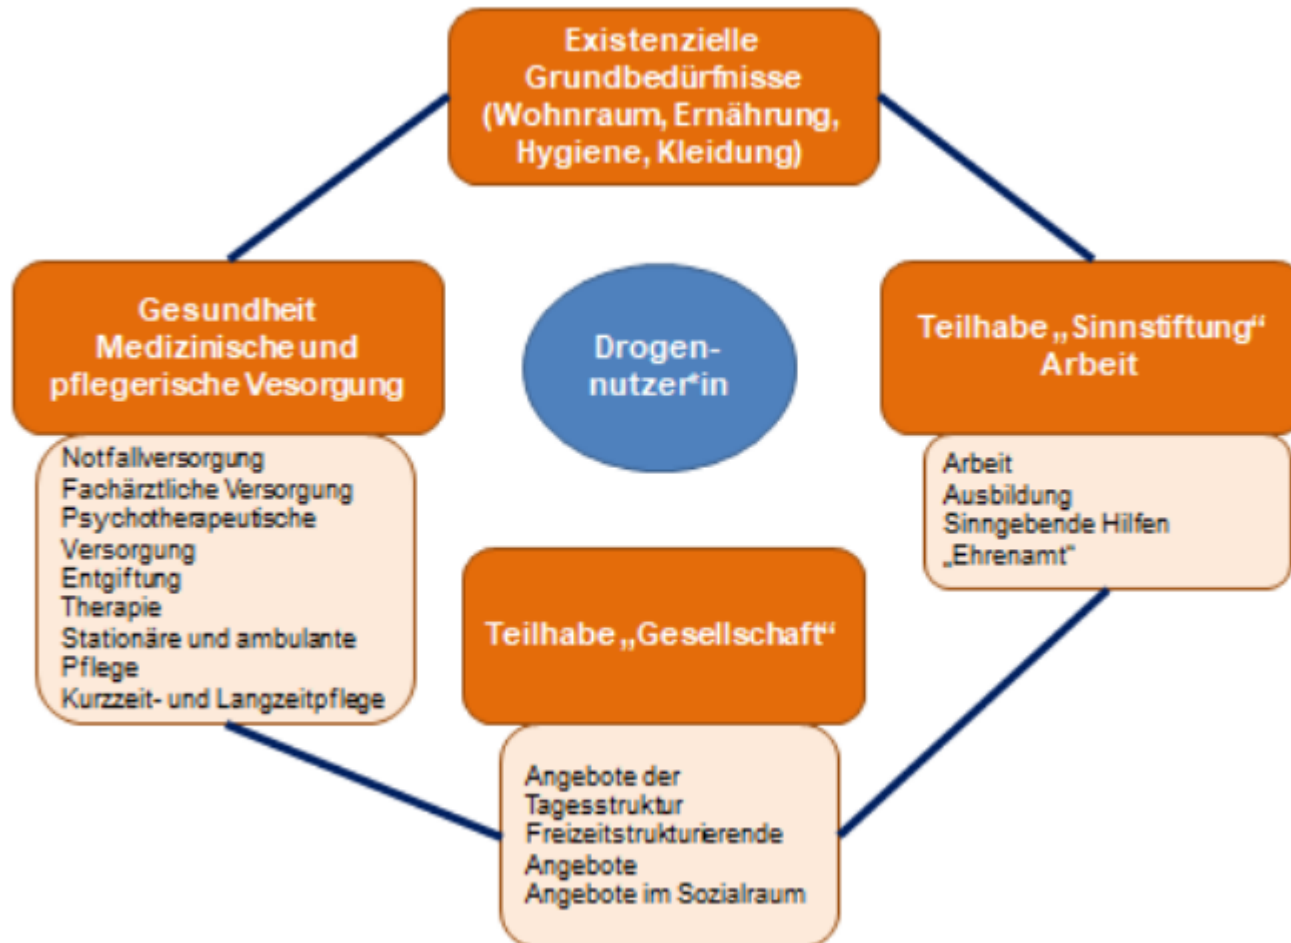 Existenzielle
Grundbedürfnisse
(Wohnraum, Ernährung,
Hygiene, Kleidung)
Gesundheit
Medizinische und
pflegerische Vesorgung
Notfallversorgung
Fachärztliche Versorgung
Psychotherapeutische
Versorgung
Entgiftung
Therapie
Stationäre und ambulante
Pflege
Kurzzeit- und Langzeitpflege
Drogen-
nutzer*in
Teilhabe „Sinnstiftung“
Arbeit
Arbeit
Ausbildung
Sinngebende Hilfen
„Ehrenamt“
Teilhabe „Gesellschaft“
Angebote der
Tagesstruktur
Freizeitstrukturierende
Angebote
Angebote im Sozialraum